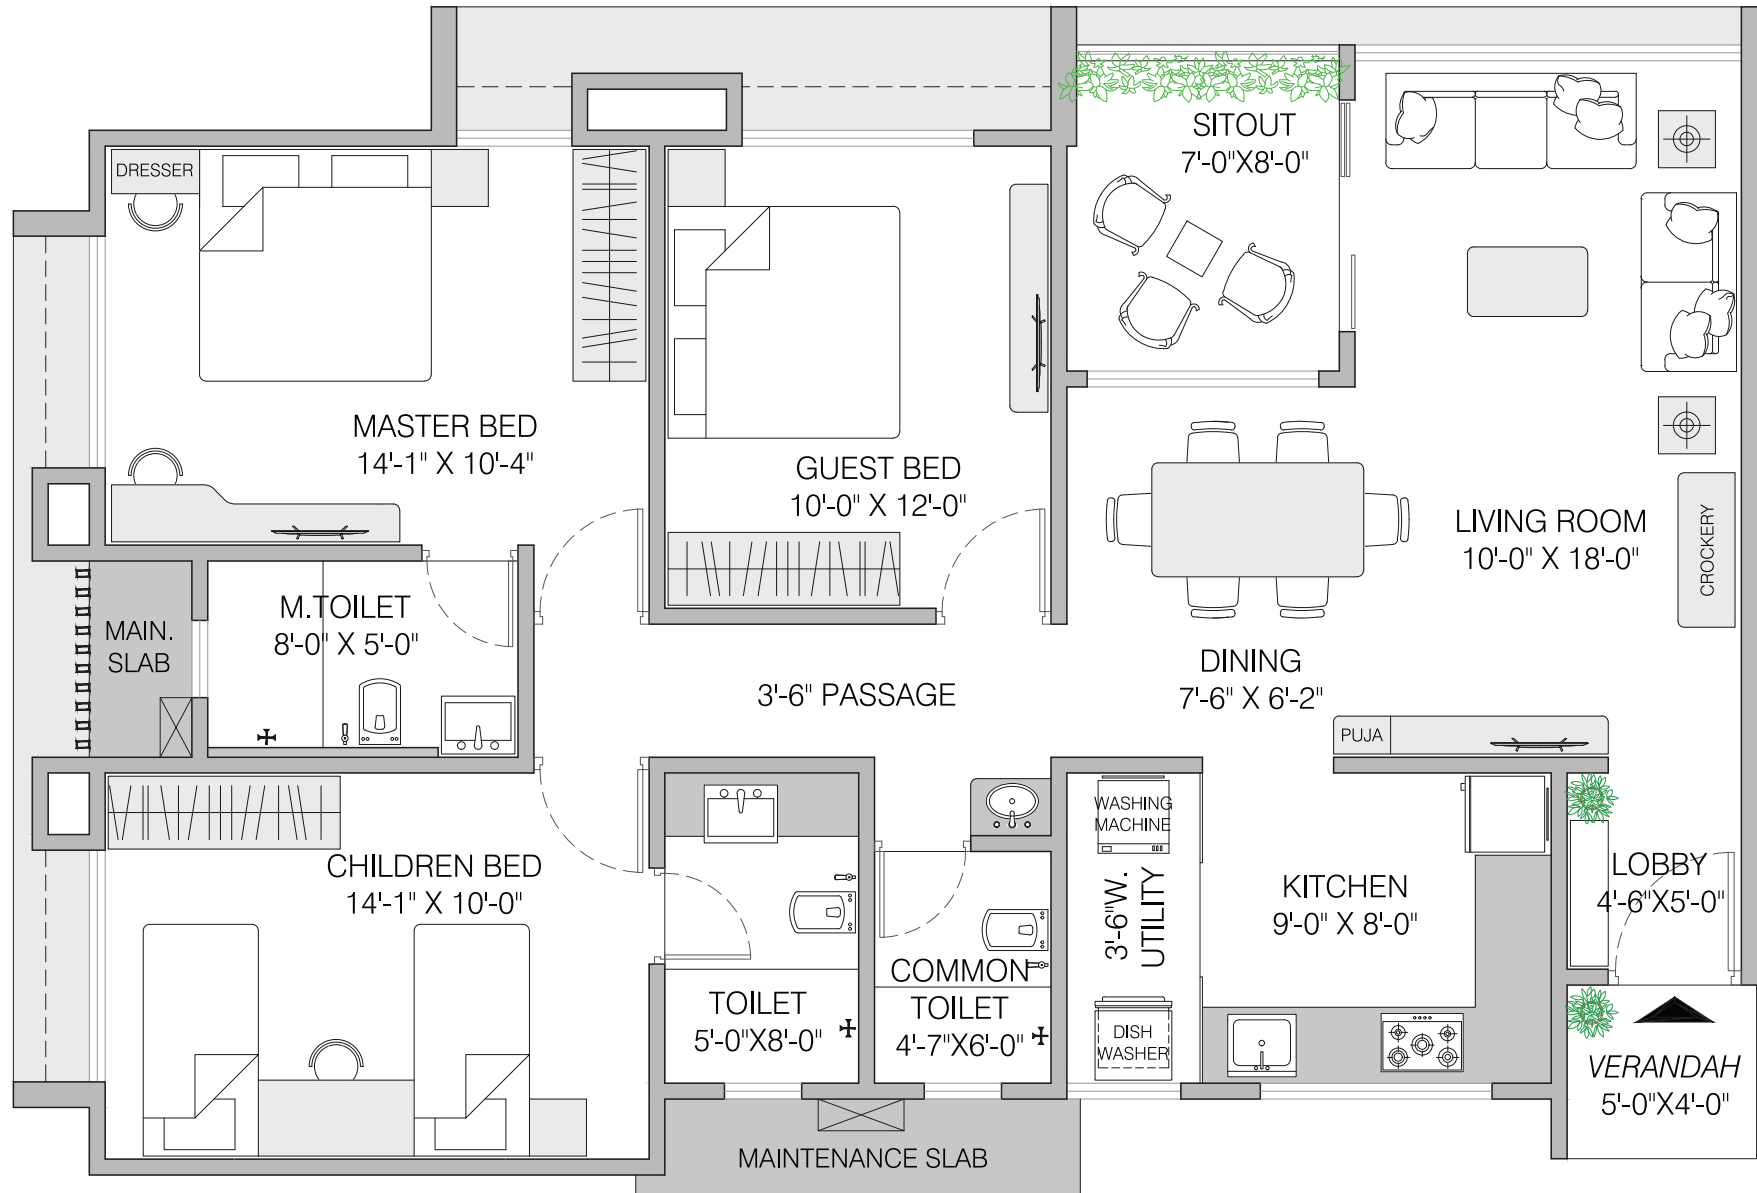 SITOUT
7'-0"X8'-0"
DRESSER
MASTER BED
14'-1" X 10'-4"
GUEST BED
10'-0" X 12'-0"
LIVING ROOM
10'-0" X 18'-0"
CROCKERY
M.TOILET
8'-0" X 5'-0"
MAIN.
SLAB
3'-6" PASSAGE
DINING
7'-6" X 6'-2"
PUJA
WASHING
MACHINE
CHILDREN BED
14'-1" X 10'-0"
3'-6"W.
UTILITY
KITCHEN
9'-0" X 8'-0"
LOBBY
4'-6"X5'-0"
TOILET
5'-0"X8'-0"
COMMON
TOILET
4'-7"X6'-0"
DISH
WASHER
VERANDAH
5'-0"X4'-0"
MAINTENANCE SLAB